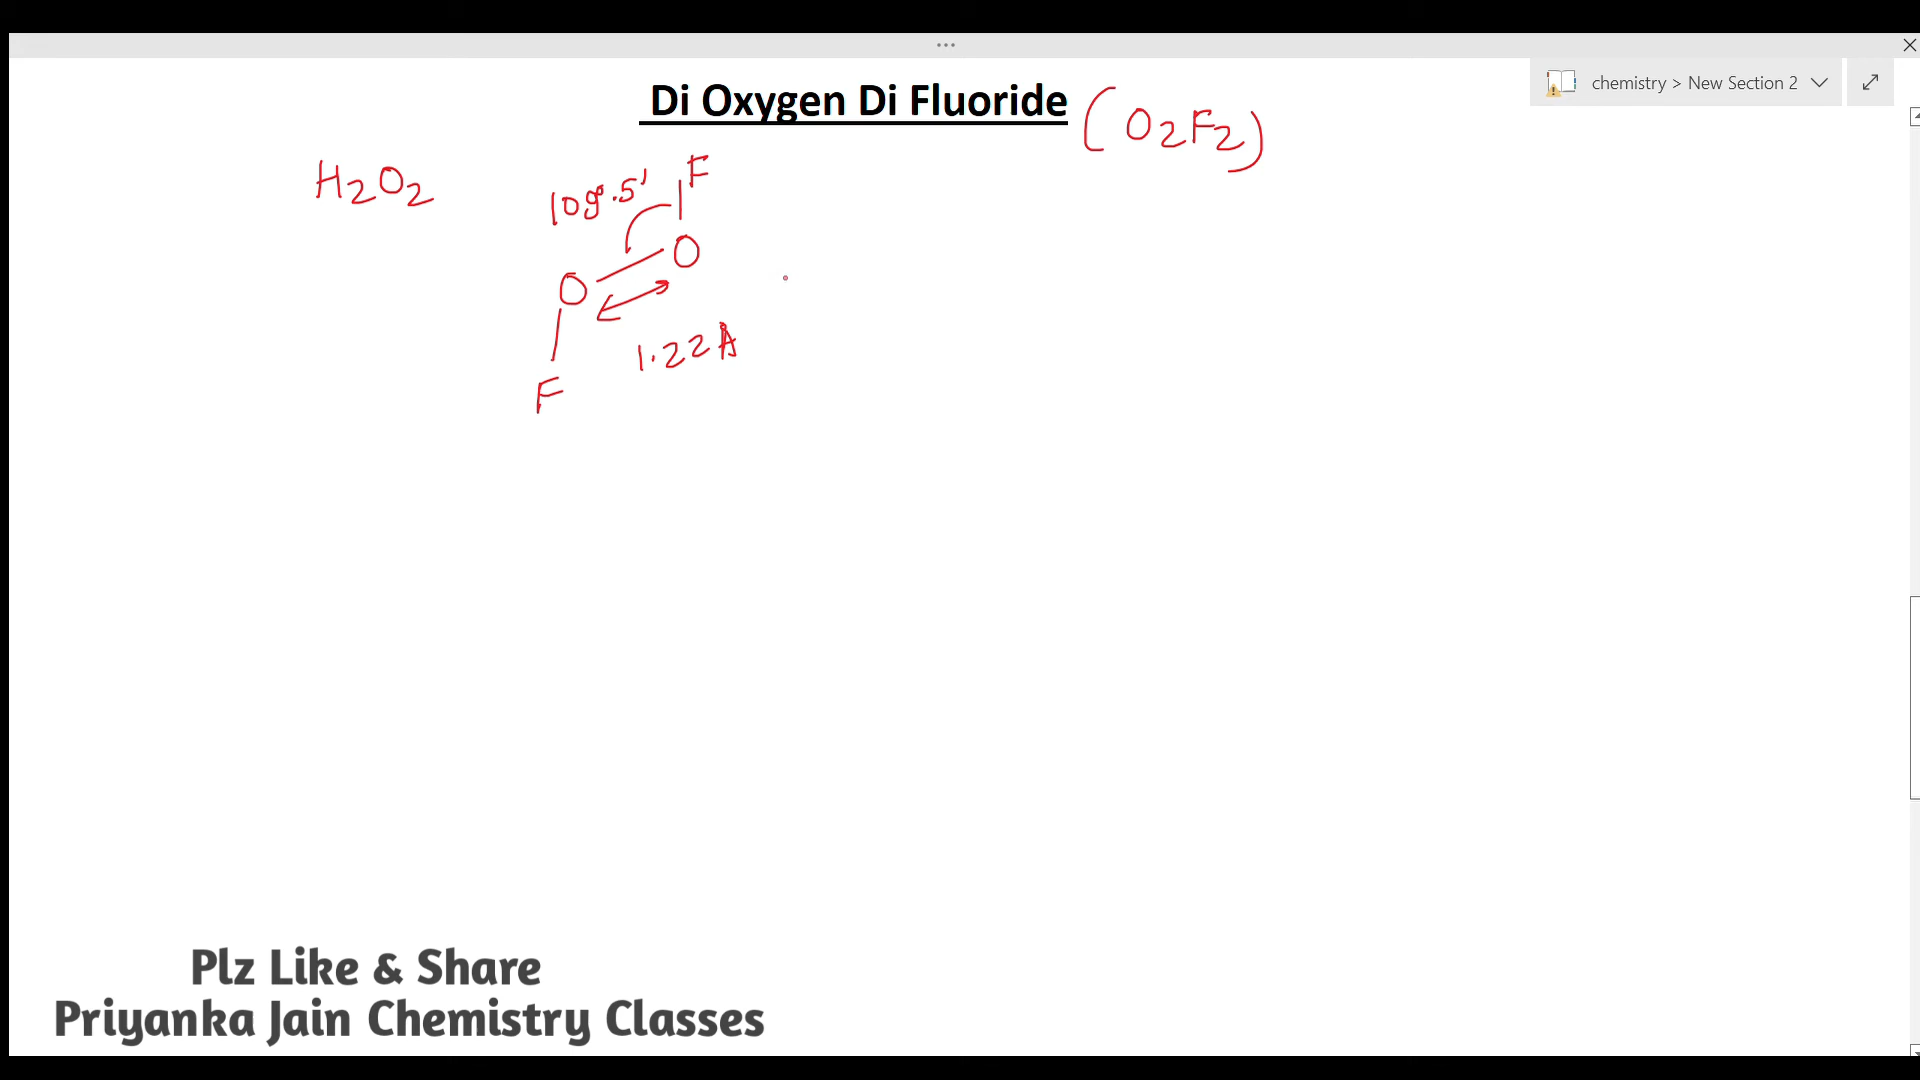 ...
chemistry > New Section 2
Di Oxygen Di Fluoride (O2F2)
H2O2
109°.5'
F
O
O
1.22Å
F
Plz Like & Share
Priyanka Jain Chemistry Classes